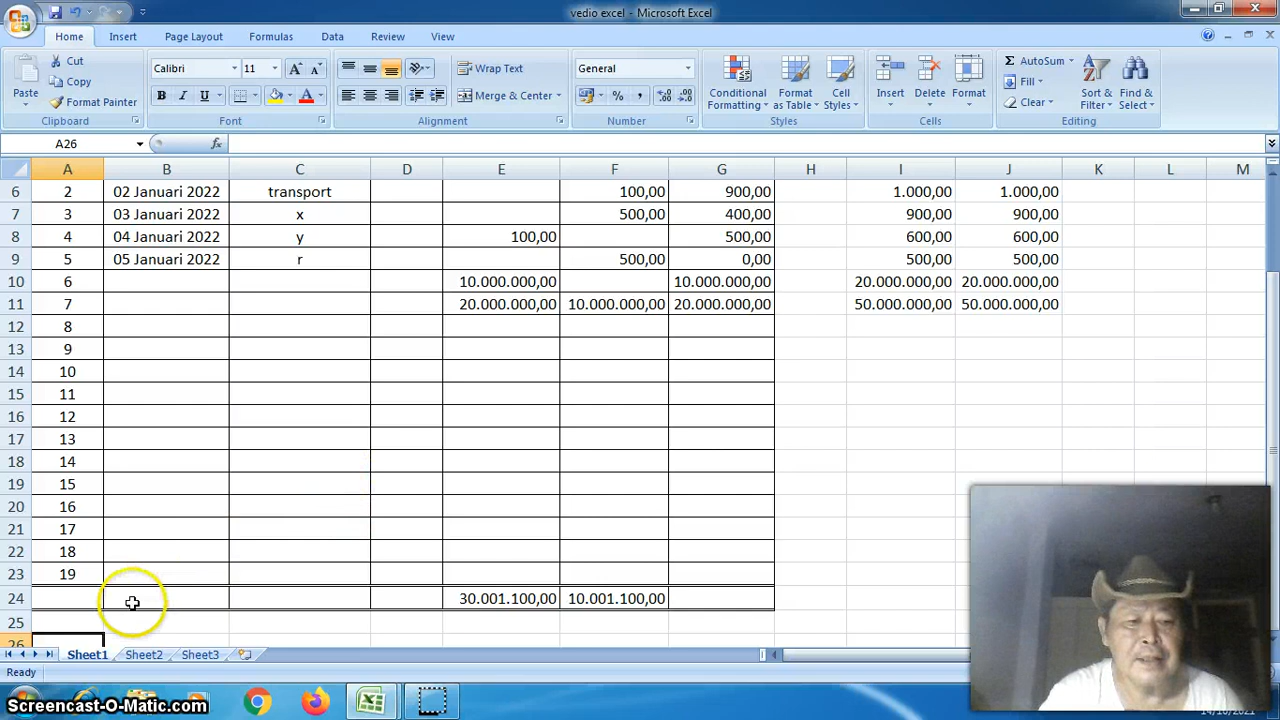 vedio excel - Microsoft Excel
Home Insert Page Layout Formulas Data Review View
Cut
Copy
Format Painter
Paste
Calibri 11
Wrap Text
Merge & Center
General
Conditional Formatting
Format as Table
Cell Styles
Insert
Delete
Format
AutoSum
Fill
Clear
Sort & Filter
Find & Select
Clipboard Font Alignment Number Styles Cells Editing
A26 fx
A B C D E F G H I J K L M
6 2 02 Januari 2022 transport 100,00 900,00 1.000,00 1.000,00
7 3 03 Januari 2022 x 500,00 400,00 900,00 900,00
8 4 04 Januari 2022 y 100,00 500,00 600,00 600,00
9 5 05 Januari 2022 r 500,00 0,00 500,00 500,00
10 6 10.000.000,00 10.000.000,00 20.000.000,00 20.000.000,00
11 7 20.000.000,00 10.000.000,00 20.000.000,00 50.000.000,00 50.000.000,00
12 8
13 9
14 10
15 11
16 12
17 13
18 14
19 15
20 16
21 17
22 18
23 19
24 30.001.100,00 10.001.100,00
25
26
Sheet1 Sheet2 Sheet3
Ready
Screencast-O-Matic.com
14/10/2021